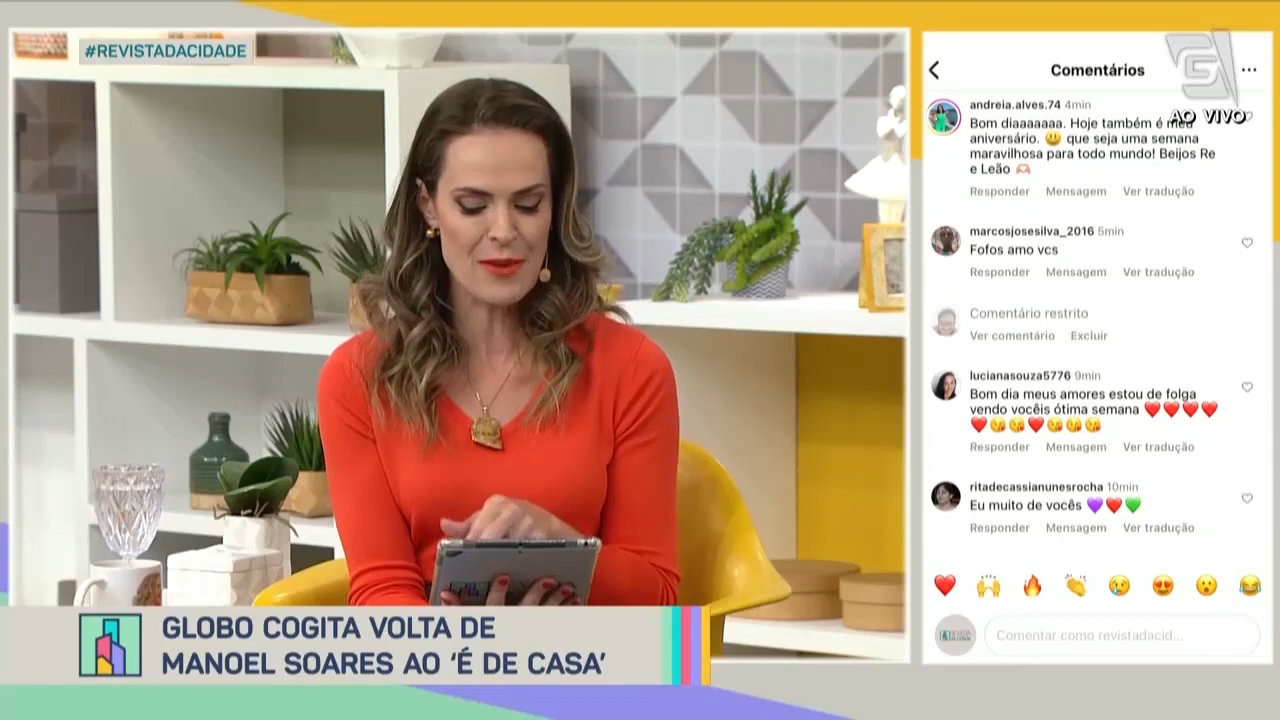 #REVISTADACIDADE
Comentários
AO VIVO
andreia.alves.74 4min
Bom diaaaaaaa. Hoje também é meu
aniversário. 😃 que seja uma semana
maravilhosa para todo mundo! Beijos Re
e Leão 🫶🏼
Responder Mensagem Ver tradução
marcosjosesilva_2016 5min
Fofos amo vcs
Responder Mensagem Ver tradução
Comentário restrito
Ver comentário Excluir
lucianasouza5776 9min
Bom dia meus amores estou de folga
vendo vocêis ótima semana ❤️❤️❤️❤️
❤️😘😘❤️😘😘😘
Responder Mensagem Ver tradução
ritadecassianunesrocha 10min
Eu muito de vocês 💜❤️💚
Responder Mensagem Ver tradução
Comentar como revistadacid...
GLOBO COGITA VOLTA DE
MANOEL SOARES AO ‘É DE CASA’